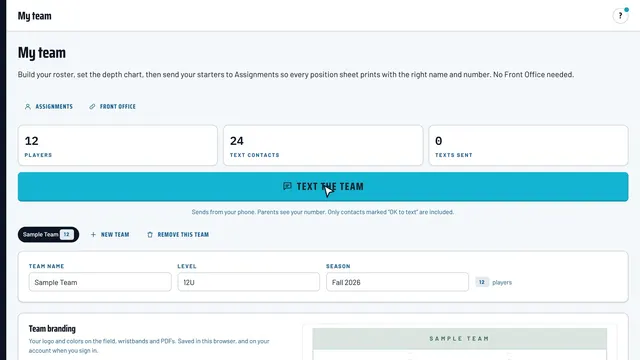 My team
?
My team
Build your roster, set the depth chart, then send your starters to Assignments so every position sheet prints with the right name and number. No Front Office needed.
ASSIGNMENTS
FRONT OFFICE
12
PLAYERS
24
TEXT CONTACTS
0
TEXTS SENT
TEXT THE TEAM
Sends from your phone. Parents see your number. Only contacts marked "OK to text" are included.
Sample Team 12
NEW TEAM
REMOVE THIS TEAM
TEAM NAME
LEVEL
SEASON
Sample Team
12U
Fall 2026
12 players
Team branding
Your logo and colors on the field, wristbands and PDFs. Saved in this browser, and on your
account when you sign in.
SAMPLE TEAM